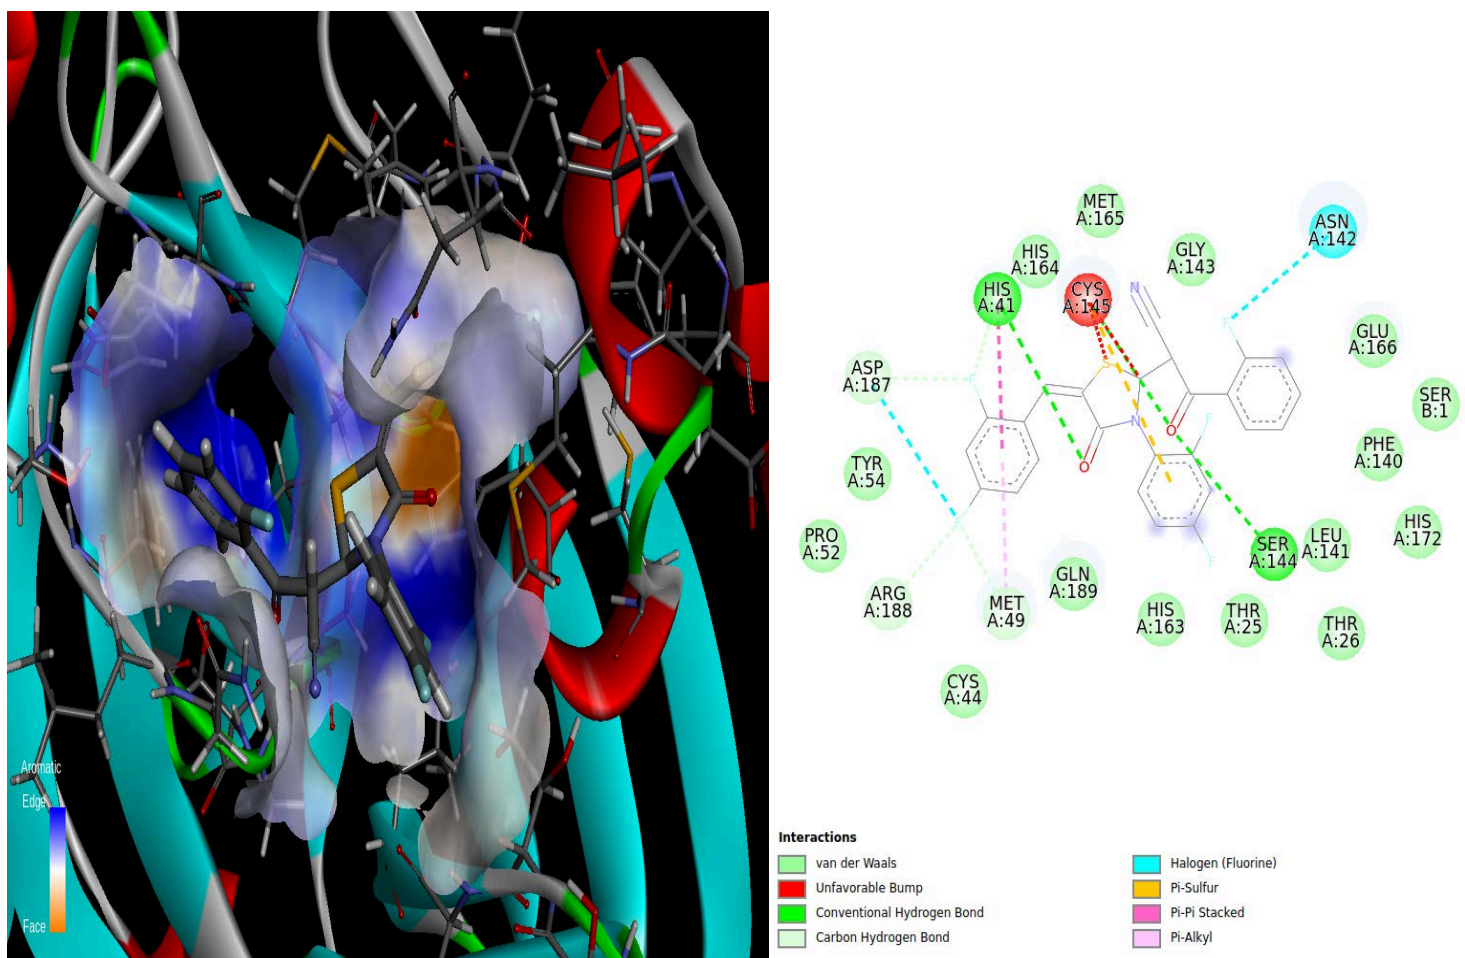 Aromatic
Edge
Face
MET
A:165
ASN
A:142
HIS
A:164
GLY
A:143
HIS
A:41
CYS
A:145
N
F
GLU
A:166
ASP
A:187
F
S
SER
B:1
O
N
F
PHE
A:140
TYR
A:54
O
HIS
A:172
PRO
A:52
F
SER
A:144
LEU
A:141
F
ARG
A:188
MET
A:49
GLN
A:189
HIS
A:163
THR
A:25
THR
A:26
CYS
A:44
Interactions
van der Waals
Unfavorable Bump
Conventional Hydrogen Bond
Carbon Hydrogen Bond
Halogen (Fluorine)
Pi-Sulfur
Pi-Pi Stacked
Pi-Alkyl